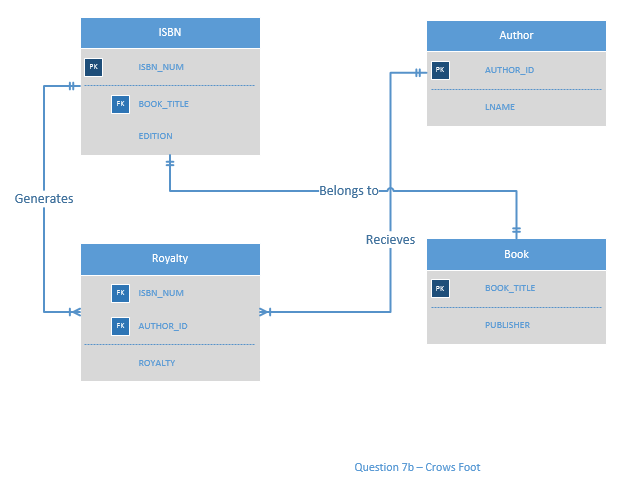 ISBN
PK ISBN_NUM
FK BOOK_TITLE
EDITION
Author
PK AUTHOR_ID
LNAME
Generates
Belongs to
Recieves
Royalty
FK ISBN_NUM
FK AUTHOR_ID
ROYALTY
Book
PK BOOK_TITLE
PUBLISHER
Question 7b – Crows Foot